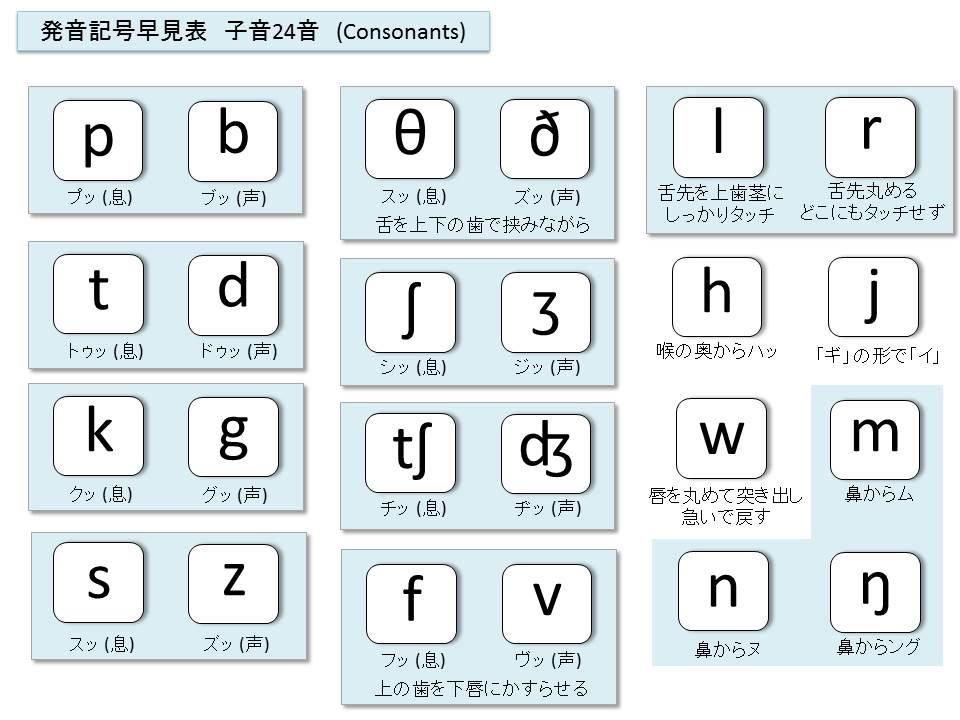 発音記号早見表　子音24音　(Consonants)
p b
プッ (息) ブッ (声)
t d
トゥッ (息) ドゥッ (声)
k g
クッ (息) グッ (声)
s z
スッ (息) ズッ (声)
θ ð
スッ (息) ズッ (声)
舌を上下の歯で挟みながら
ʃ ʒ
シッ (息) ジッ (声)
tʃ ʤ
チッ (息) ヂッ (声)
f v
フッ (息) ヴッ (声)
上の歯を下唇にかすらせる
l r
舌先を上歯茎に
しっかりタッチ
舌先丸める
どこにもタッチせず
h j
喉の奥からハッ
「ギ」の形で「イ」
w m
唇を丸めて突き出し
急いで戻す
鼻からム
n ŋ
鼻からヌ 鼻からング